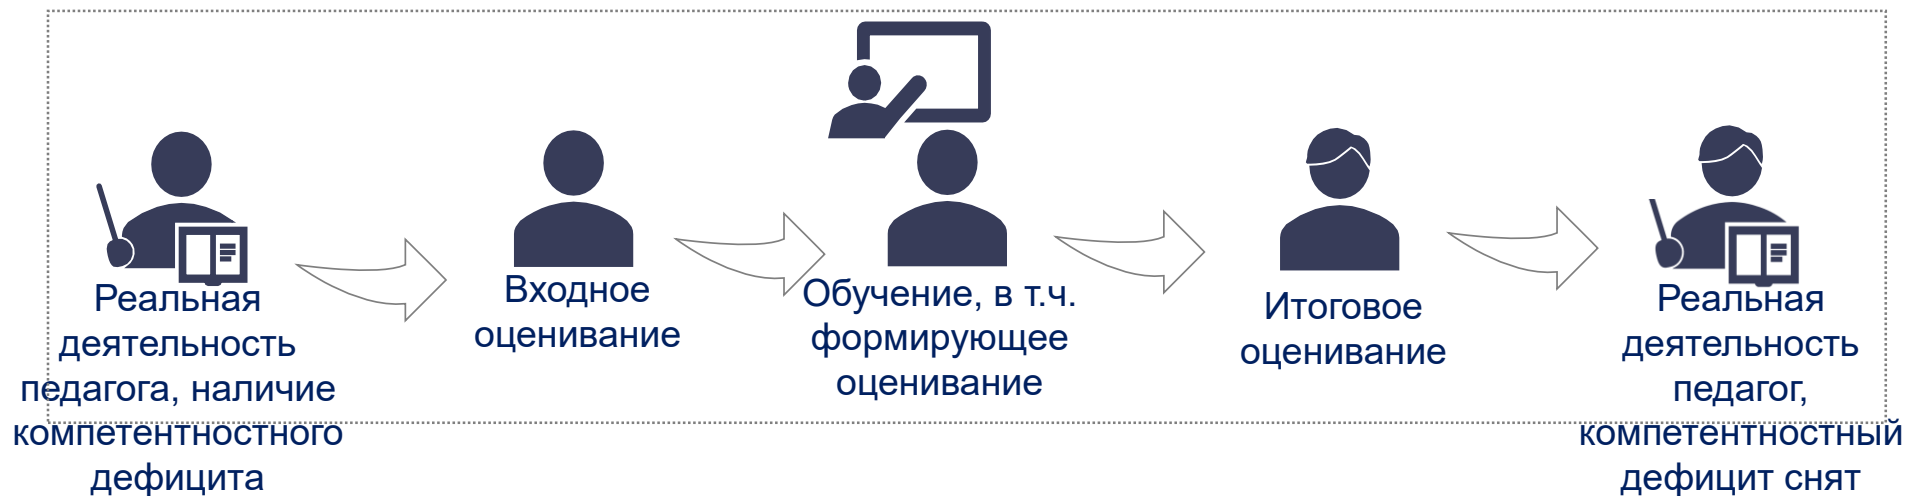 Реальная
деятельность
педагога, наличие
компетентностного
дефицита
Входное
оценивание
Обучение, в т.ч.
формирующее
оценивание
Итоговое
оценивание
Реальная
деятельность
педагог,
компетентностный
дефицит снят